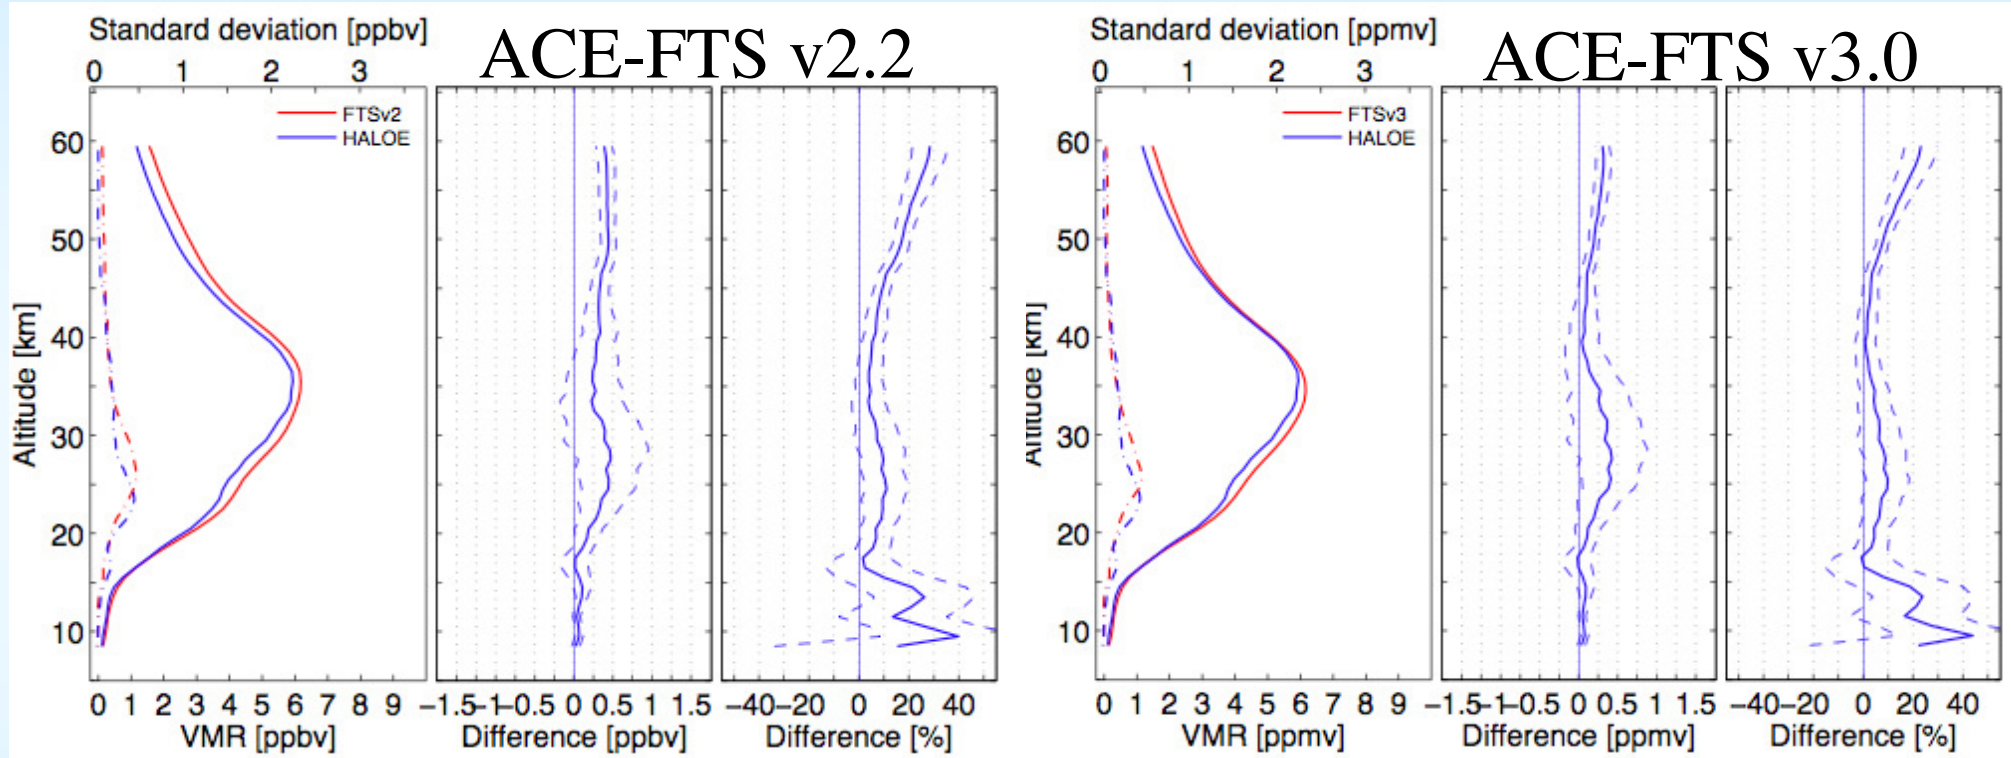 Standard deviation [ppbv]
0 1 2 3
ACE-FTS v2.2
FTSv2
HALOE
60
50
40
30
20
10
Altitude [km]
0 1 2 3 4 5 6 7 8 9
VMR [ppbv]
−1.5−1−0.5 0 0.5 1 1.5
Difference [ppbv]
−40−20 0 20 40
Difference [%]
Standard deviation [ppmv]
0 1 2 3
ACE-FTS v3.0
FTSv3
HALOE
60
50
40
30
20
10
Altitude [km]
0 1 2 3 4 5 6 7 8 9
VMR [ppmv]
−1.5−1−0.5 0 0.5 1 1.5
Difference [ppmv]
−40−20 0 20 40
Difference [%]